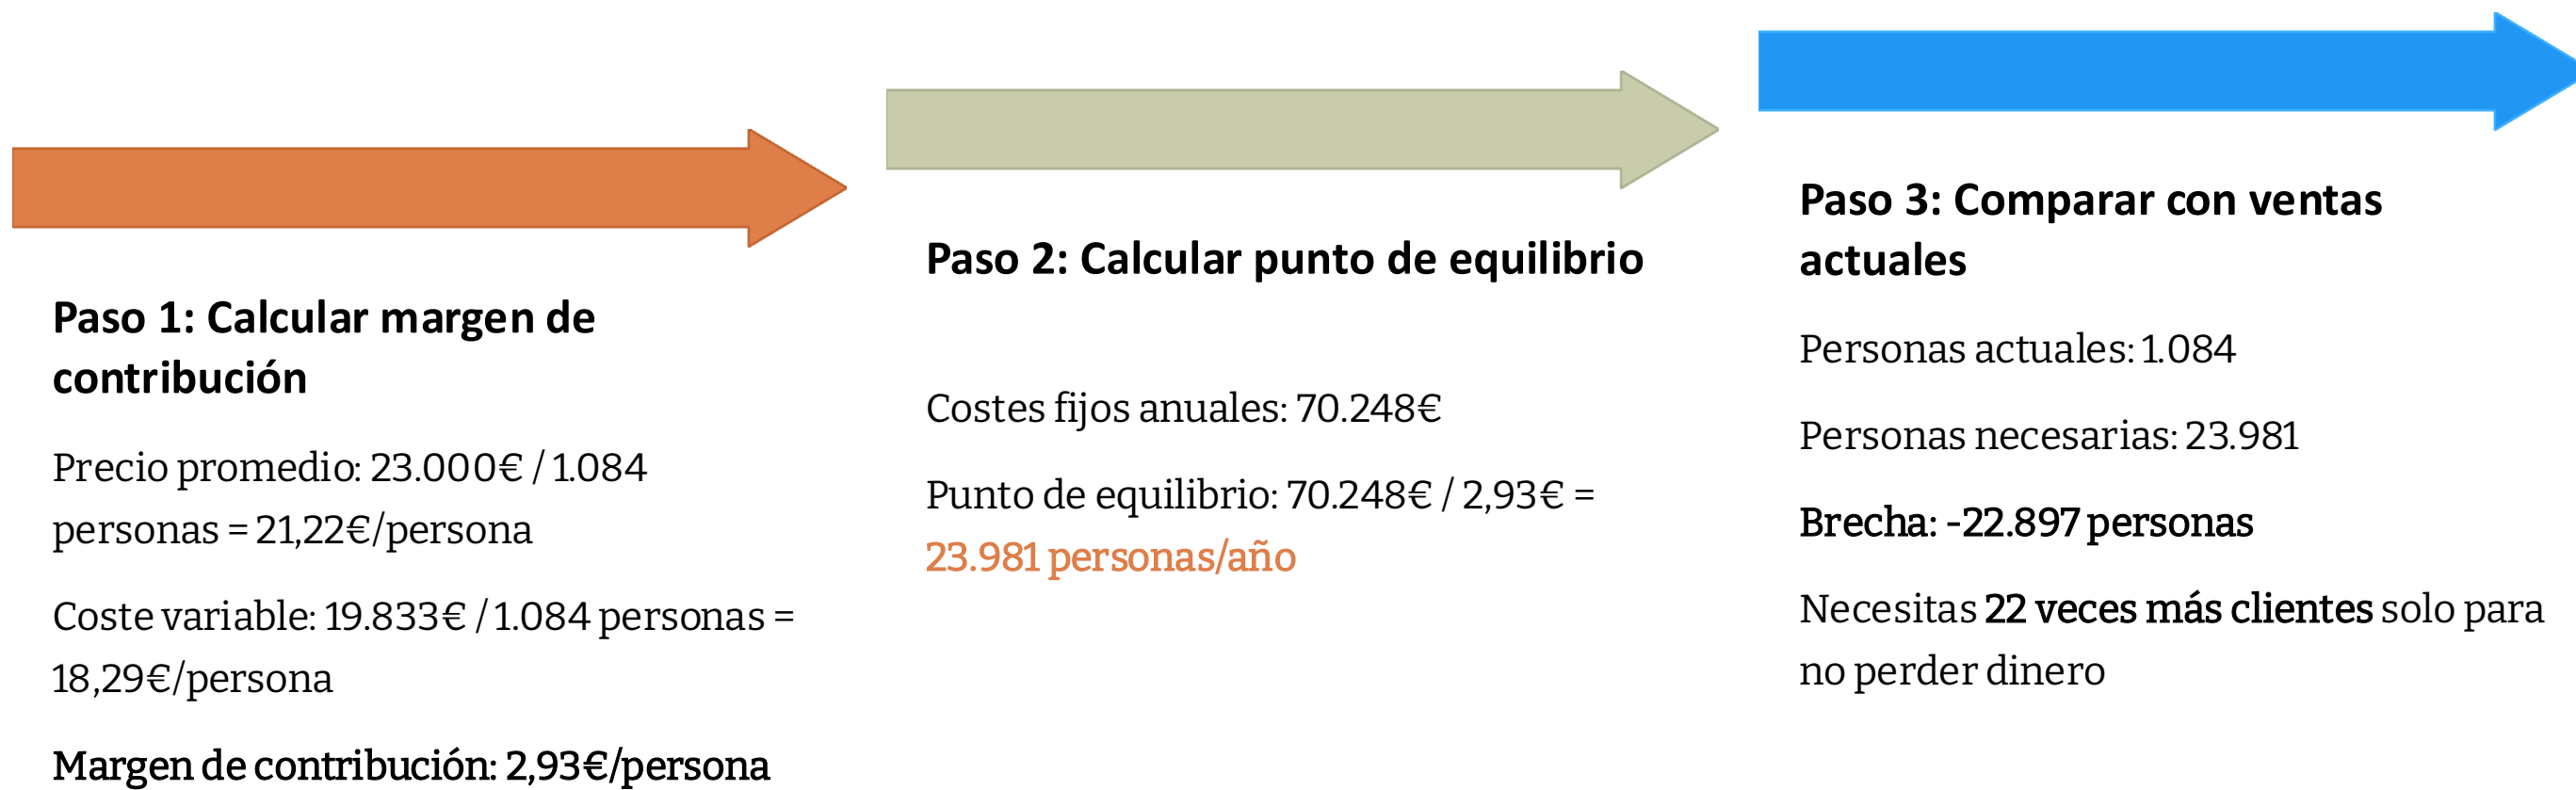 Paso 1: Calcular margen de
contribución
Precio promedio: 23.000€ / 1.084
personas = 21,22€/persona
Coste variable: 19.833€ / 1.084 personas =
18,29€/persona
Margen de contribución: 2,93€/persona
Paso 2: Calcular punto de equilibrio
Costes fijos anuales: 70.248€
Punto de equilibrio: 70.248€ / 2,93€ =
23.981 personas/año
Paso 3: Comparar con ventas
actuales
Personas actuales: 1.084
Personas necesarias: 23.981
Brecha: -22.897 personas
Necesitas 22 veces más clientes solo para
no perder dinero